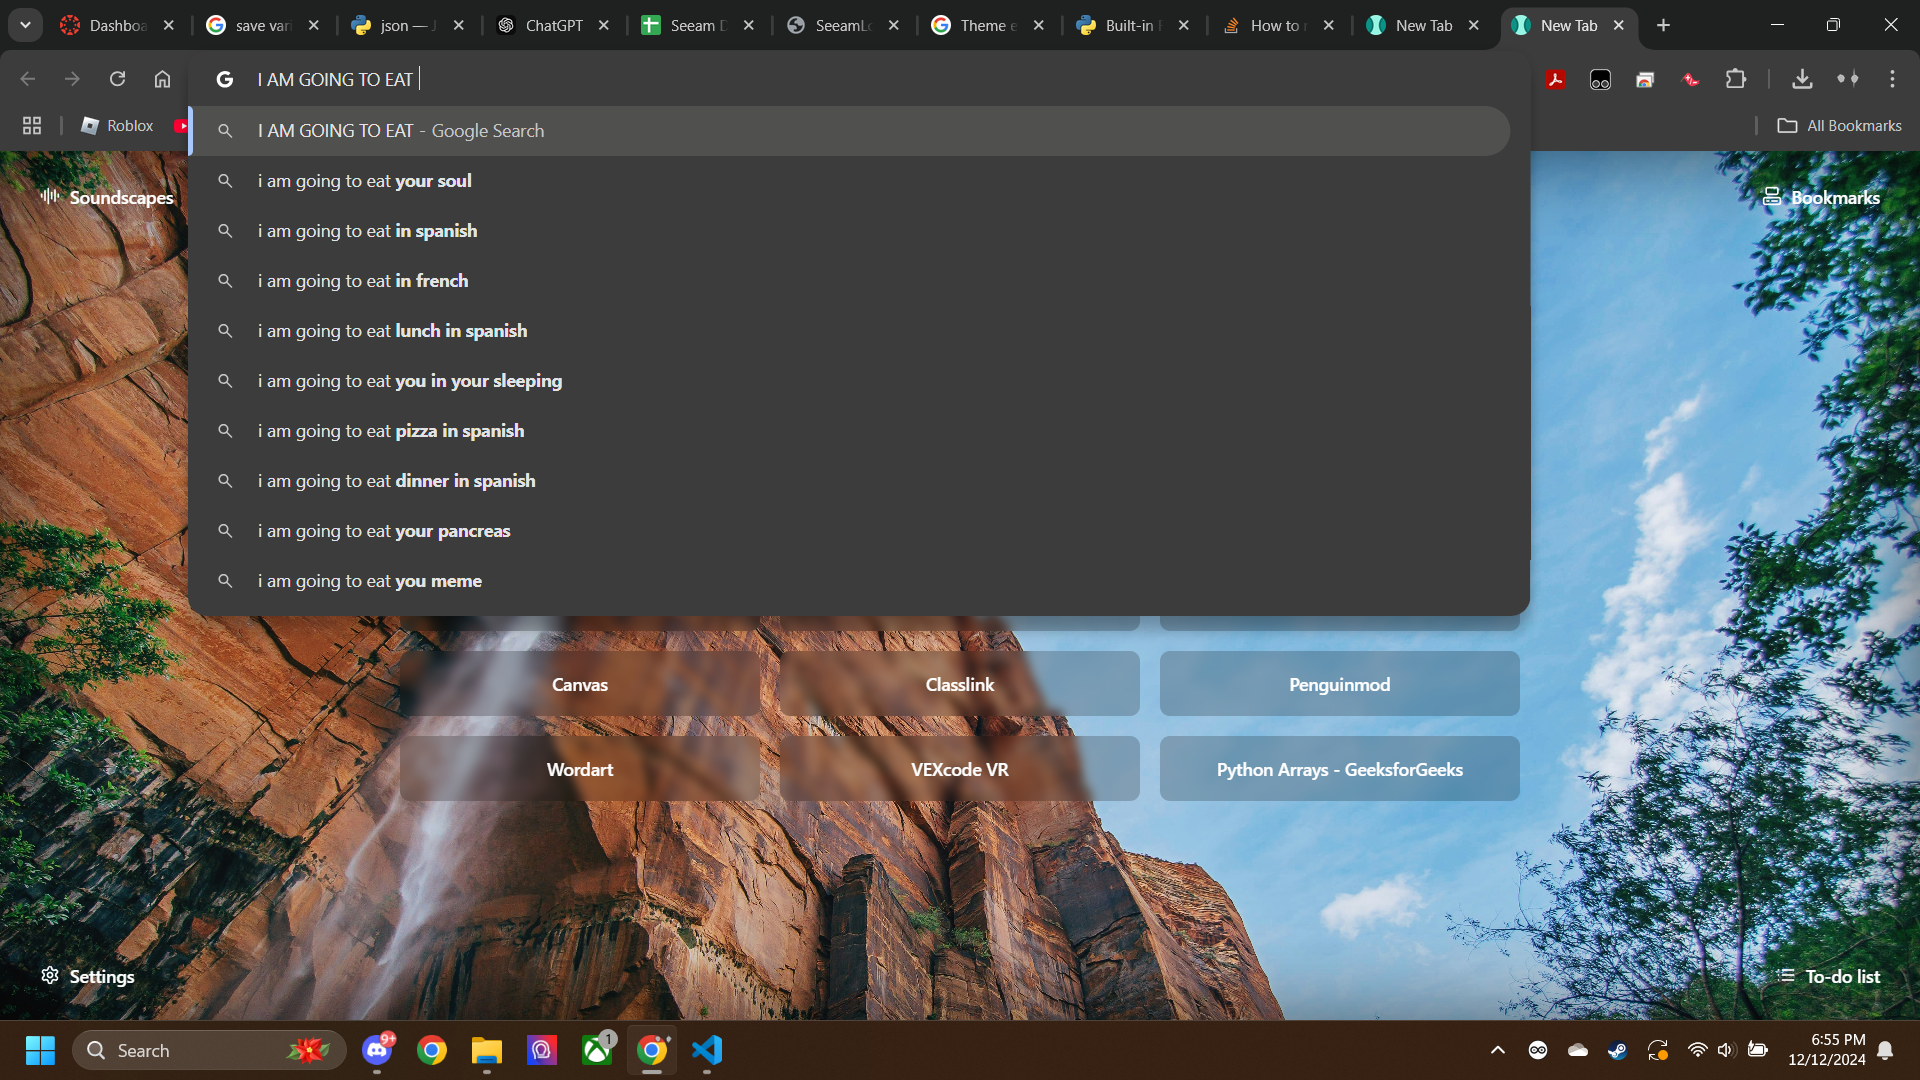 Dashboa
save vari
json — J
ChatGPT
Seeam D
SeeamLo
Theme e
Built-in F
How to r
New Tab
New Tab
I AM GOING TO EAT
Roblox
All Bookmarks
I AM GOING TO EAT - Google Search
i am going to eat your soul
i am going to eat in spanish
i am going to eat in french
i am going to eat lunch in spanish
i am going to eat you in your sleeping
i am going to eat pizza in spanish
i am going to eat dinner in spanish
i am going to eat your pancreas
i am going to eat you meme
Soundscapes
Bookmarks
Canvas
Classlink
Penguinmod
Wordart
VEXcode VR
Python Arrays - GeeksforGeeks
Settings
To-do list
Search
9+
1
6:55 PM
12/12/2024